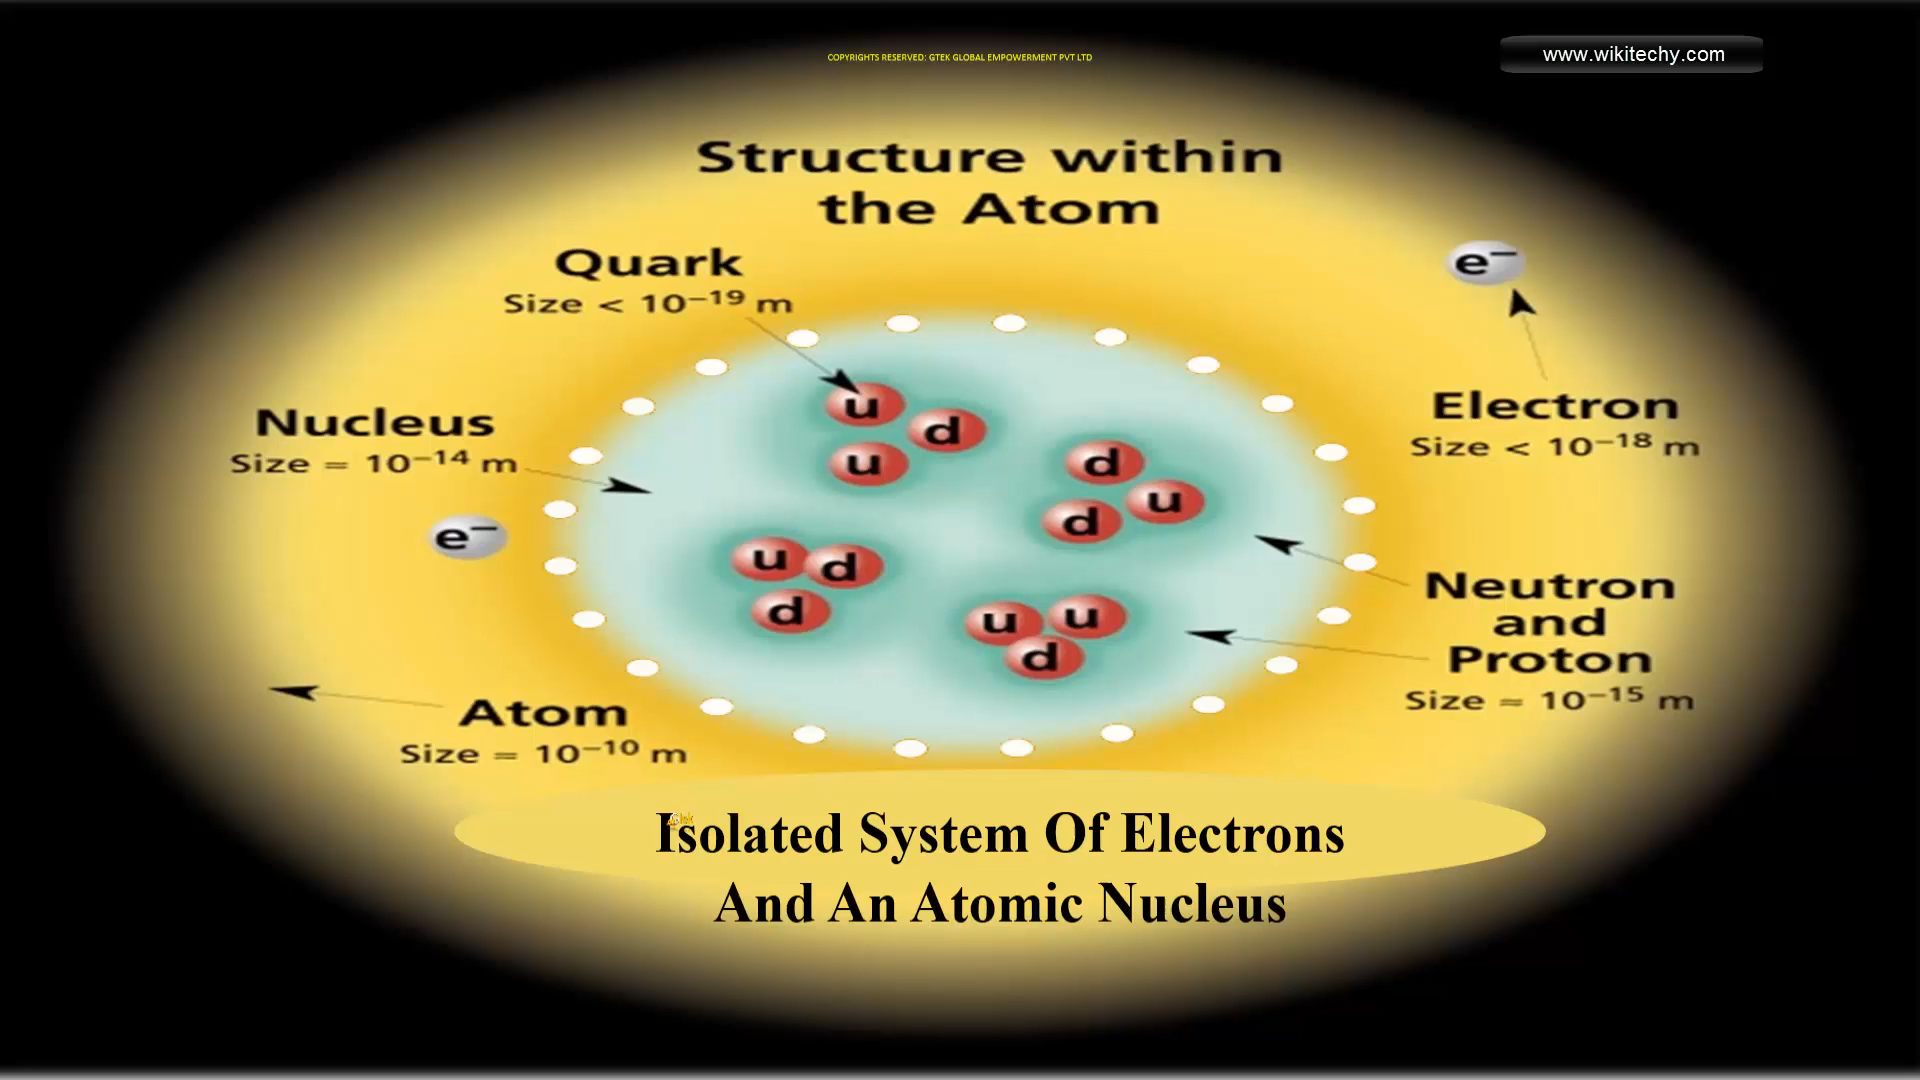 COPYRIGHTS RESERVED: GTEK GLOBAL EMPOWERMENT PVT LTD
www.wikitechy.com
Structure within
the Atom
Quark
Size < 10⁻¹⁹ m
e⁻
Electron
Size < 10⁻¹⁸ m
Nucleus
Size = 10⁻¹⁴ m
e⁻
u
d
u
d
u
d
u d
d
u u
d
Neutron
and
Proton
Size = 10⁻¹⁵ m
Atom
Size = 10⁻¹⁰ m
Isolated System Of Electrons
And An Atomic Nucleus